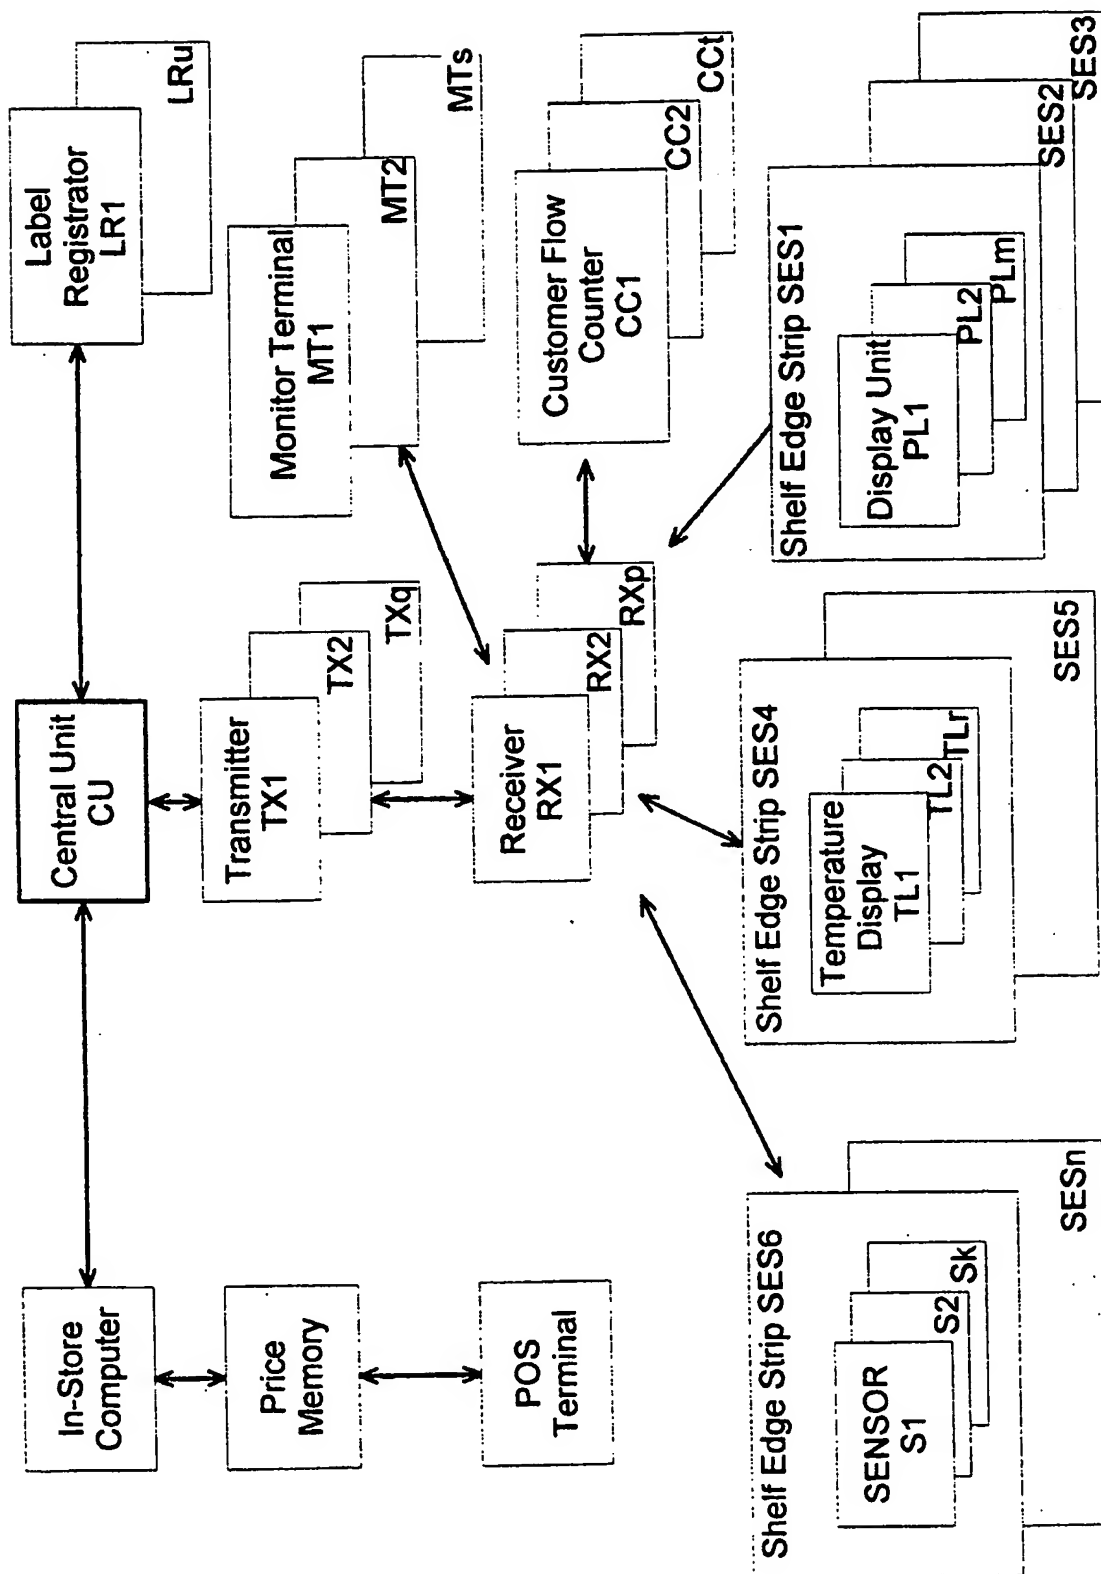 In-Store
Computer
Price
Memory
POS
Terminal
Central Unit
CU
Label
Registrator
LR1
LRu
Transmitter
TX1
TX2
TXq
Monitor Terminal
MT1
MT2
MTs
Receiver
RX1
RX2
RXp
Customer Flow
Counter
CC1
CC2
CCt
Shelf Edge Strip SES6
SENSOR
S1
S2
Sk
SESn
Shelf Edge Strip SES4
Temperature
Display
TL1
TL2
TLr
SES5
Shelf Edge Strip SES1
Display Unit
PL1
PL2
PLm
SES2
SES3